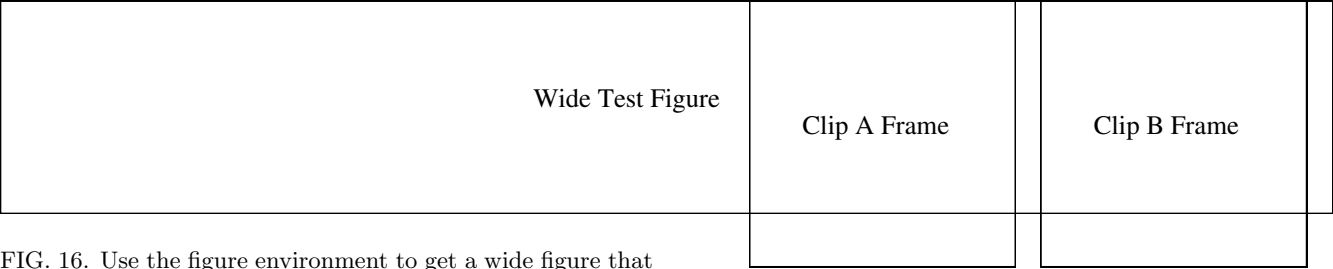 Wide Test Figure
Clip A Frame
Clip B Frame
FIG. 16. Use the figure environment to get a wide figure that